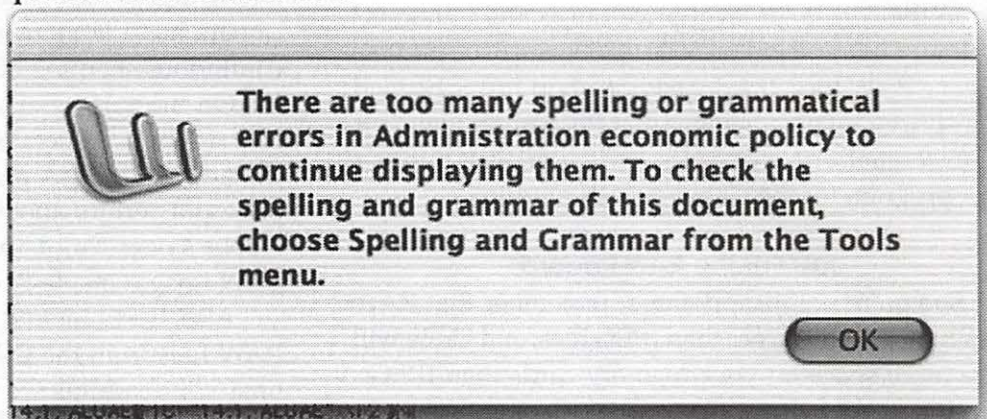 There are too many spelling or grammatical
errors in Administration economic policy to
continue displaying them. To check the
spelling and grammar of this document,
choose Spelling and Grammar from the Tools
menu.
OK